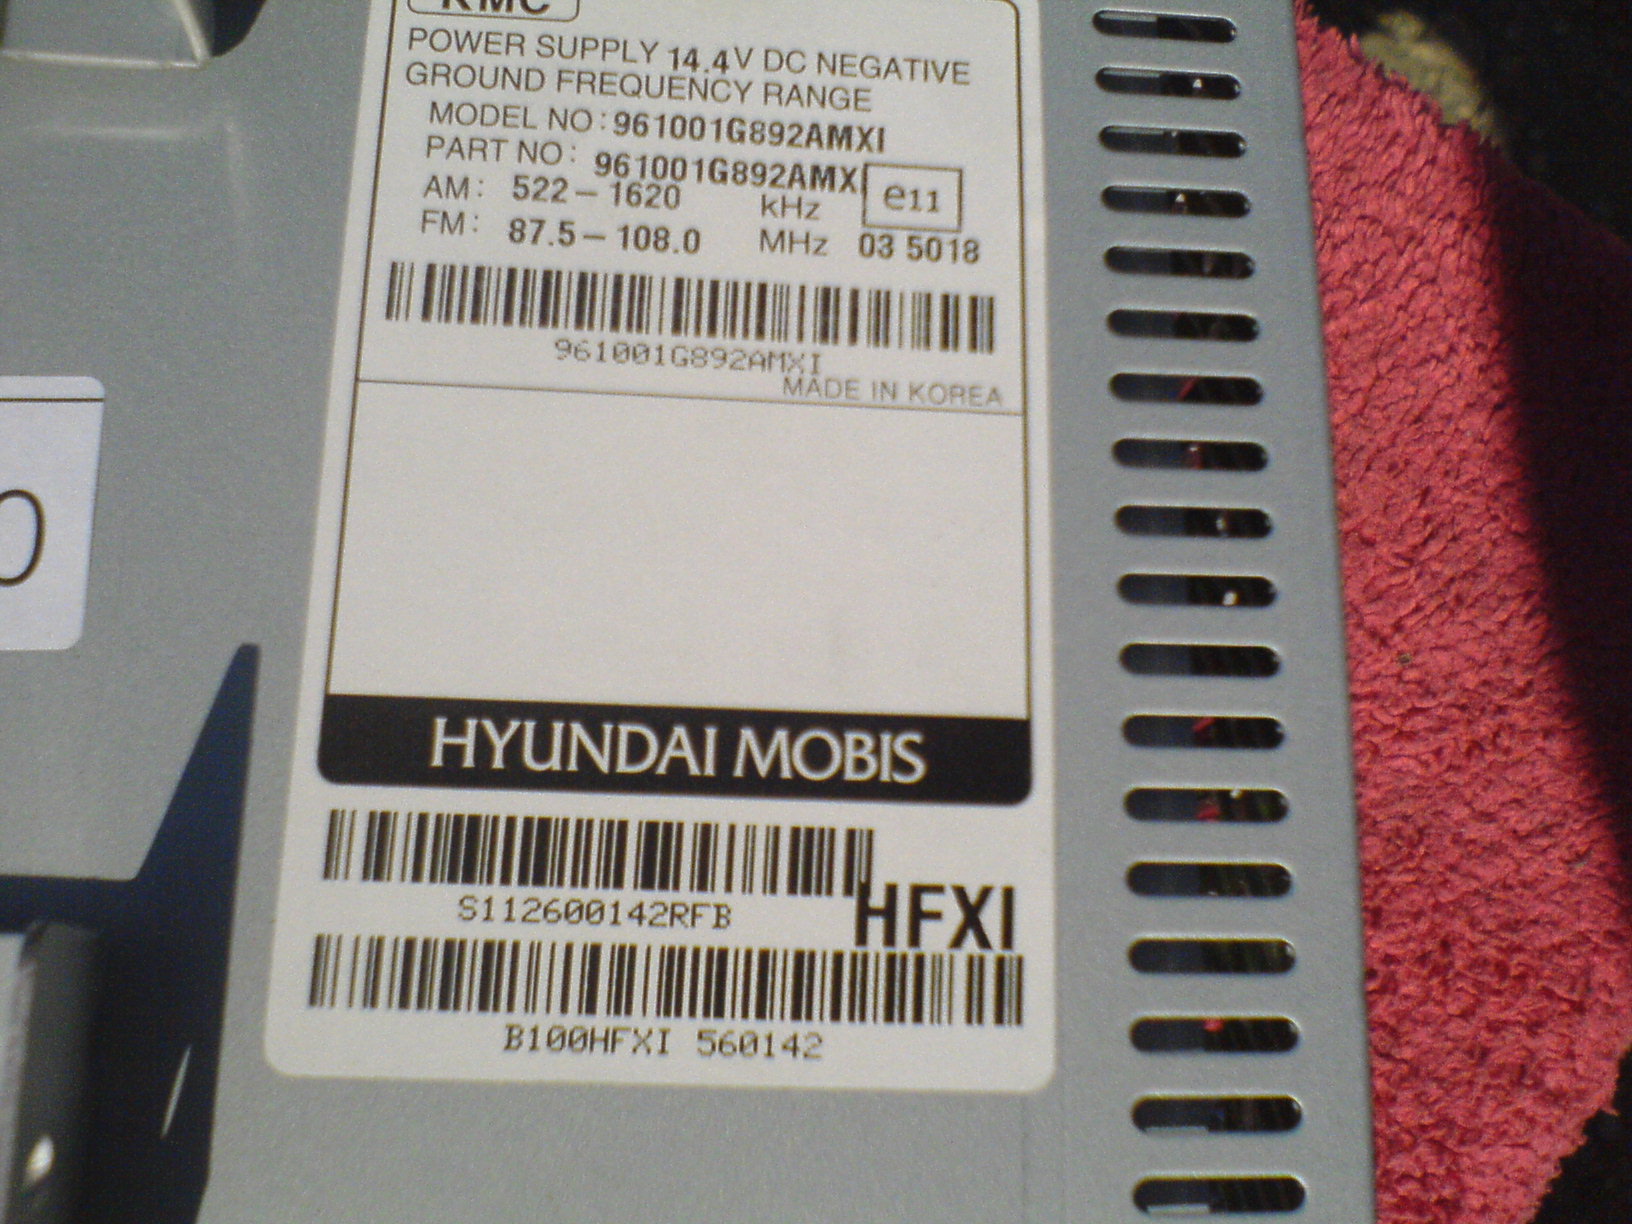 KMC
POWER SUPPLY 14.4V DC NEGATIVE
GROUND FREQUENCY RANGE
MODEL NO: 961001G892AMXI
PART NO: 961001G892AMX
e11
AM: 522-1620 kHz
FM: 87.5-108.0 MHz 03 5018
961001G892AMXI
MADE IN KOREA
0
HYUNDAI MOBIS
S112600142RFB
HFXI
B100HFXI 560142